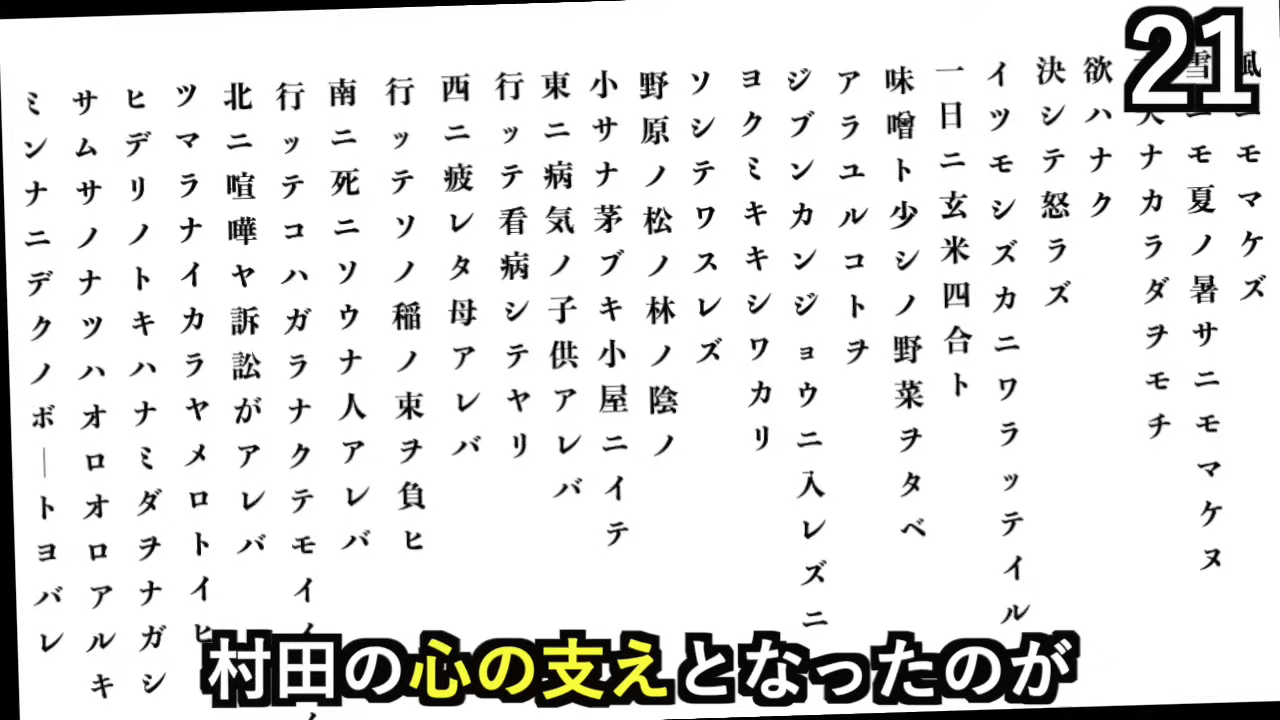 21
風ニモマケズ
雪ニモ夏ノ暑サニモマケヌ
夫ナカラダヲモチ
欲ハナク
決シテ怒ラズ
イツモシズカニワラッテイル
一日ニ玄米四合ト
味噌ト少シノ野菜ヲタベ
アラユルコトヲ
ジブンカンジョウニ入レズニ
ヨクミキキシワカリ
ソシテワスレズ
野原ノ松ノ林ノ陰ノ
小サナ茅ブキ小屋ニイテ
東ニ病気ノ子供アレバ
行ッテ看病シテヤリ
西ニ疲レタ母アレバ
行ッテソノ稲ノ束ヲ負ヒ
南ニ死ニソウナ人アレバ
行ッテコハガラナクテモイ
北ニ喧嘩ヤ訴訟がアレバ
ツマラナイカラヤメロトイヒ
ヒデリノトキハナミダヲナガシ
サムサノナツハオロオロアルキ
ミンナニデクノボ―トヨバレ
村田の心の支えとなったのが